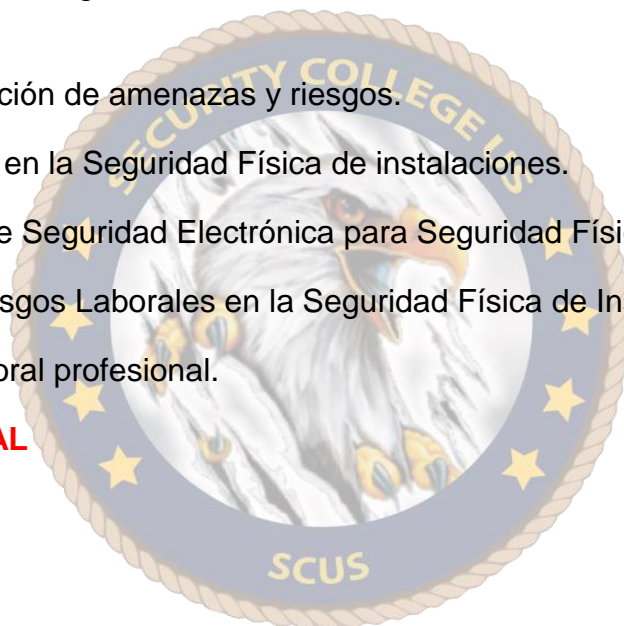 SECURITY COLLEGE US
ción de amenazas y riesgos.
en la Seguridad Física de instalaciones.
e Seguridad Electrónica para Seguridad Físi
sgos Laborales en la Seguridad Física de In
oral profesional.
AL
SCUS